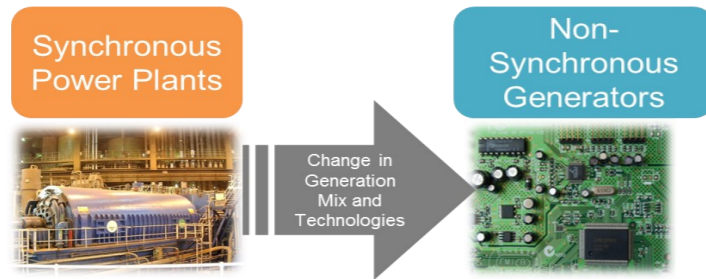 Synchronous
Power Plants
Non-
Synchronous
Generators
Change in
Generation
Mix and
Technologies